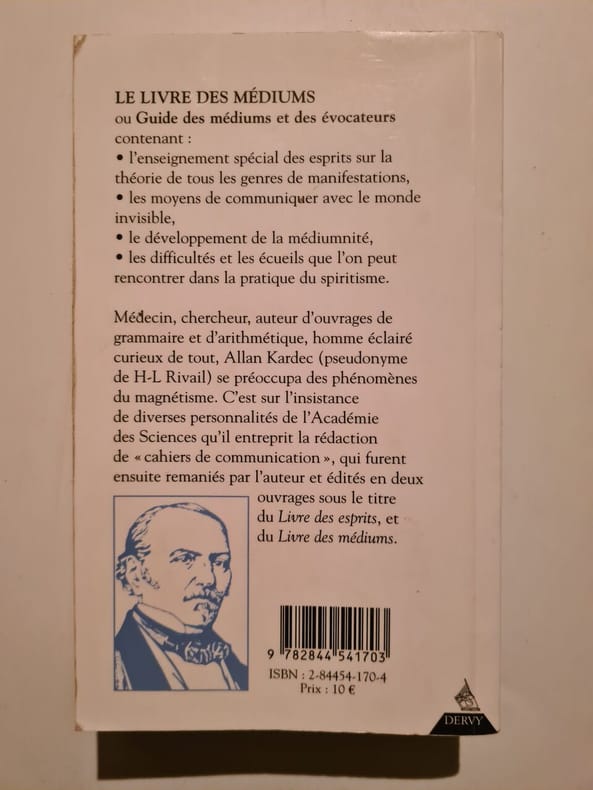 LE LIVRE DES MÉDIUMS
ou Guide des médiums et des évocateurs
contenant :
• l'enseignement spécial des esprits sur la
théorie de tous les genres de manifestations,
• les moyens de communiquer avec le monde
invisible,
• le développement de la médiumnité,
• les difficultés et les écueils que l'on peut
rencontrer dans la pratique du spiritisme.
Médecin, chercheur, auteur d'ouvrages de
grammaire et d'arithmétique, homme éclairé
curieux de tout, Allan Kardec (pseudonyme
de H-L Rivail) se préoccupa des phénomènes
du magnétisme. C'est sur l'insistance
de diverses personnalités de l'Académie
des Sciences qu'il entreprit la rédaction
de « cahiers de communication », qui furent
ensuite remaniés par l'auteur et édités en deux
ouvrages sous le titre
du Livre des esprits, et
du Livre des médiums.
9 782844 541703
ISBN : 2-84454-170-4
Prix : 10 €
DERVY